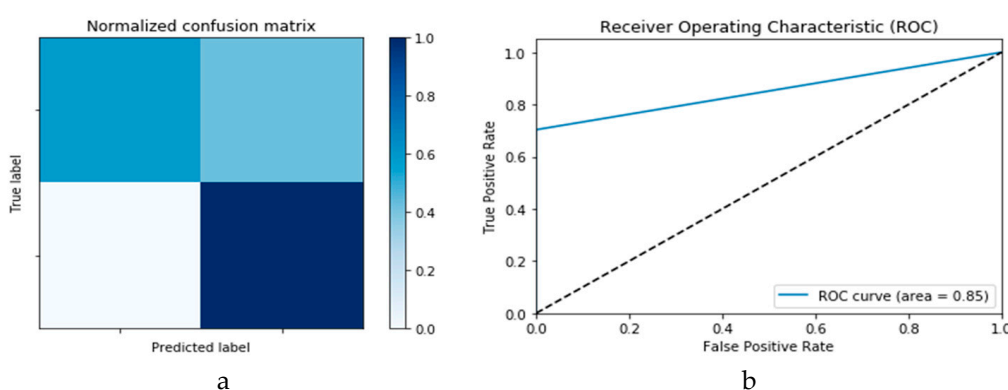 Normalized confusion matrix
True label
Predicted label
1.0
0.8
0.6
0.4
0.2
0.0
a
Receiver Operating Characteristic (ROC)
True Positive Rate
1.0
0.8
0.6
0.4
0.2
0.0
0.0 0.2 0.4 0.6 0.8 1.0
False Positive Rate
ROC curve (area = 0.85)
b